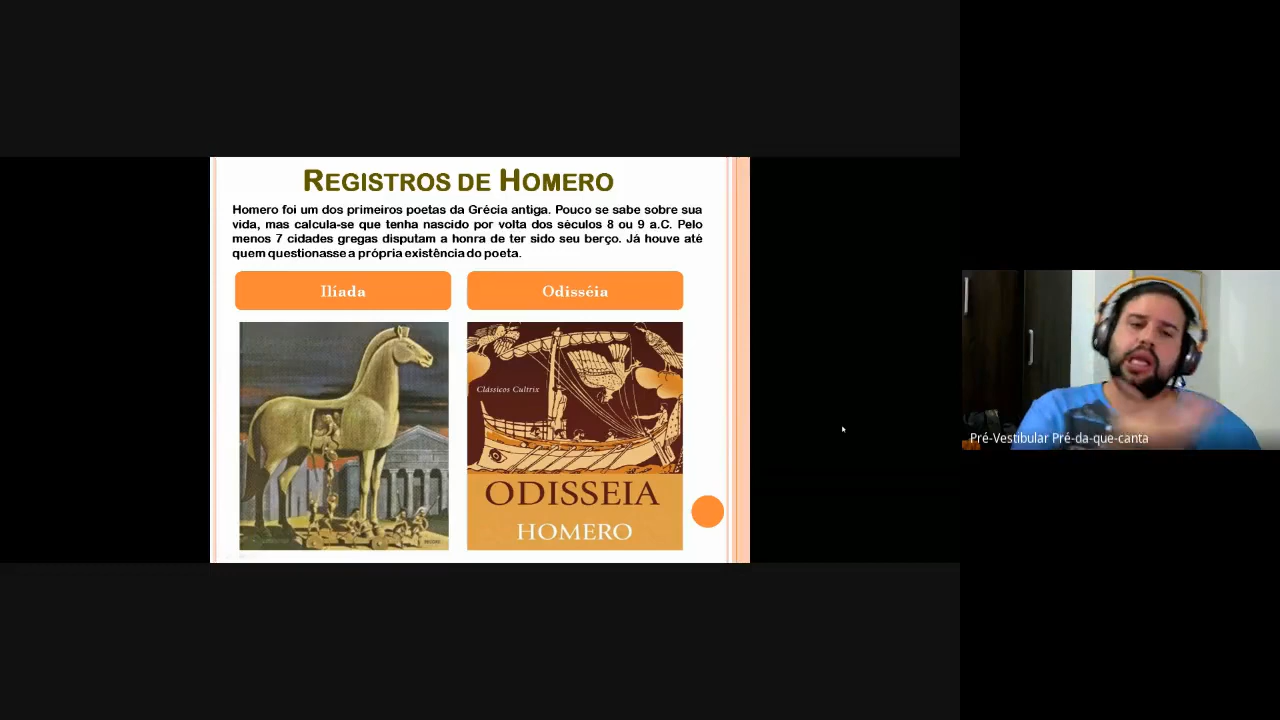 REGISTROS DE HOMERO
Homero foi um dos primeiros poetas da Grécia antiga. Pouco se sabe sobre sua
vida, mas calcula-se que tenha nascido por volta dos séculos 8 ou 9 a.C. Pelo
menos 7 cidades gregas disputam a honra de ter sido seu berço. Já houve até
quem questionasse a própria existência do poeta.
Ilíada
Odisséia
Clássicos Cultrix
ODISSEIA
HOMERO
Pré-Vestibular Pré-da-que-canta